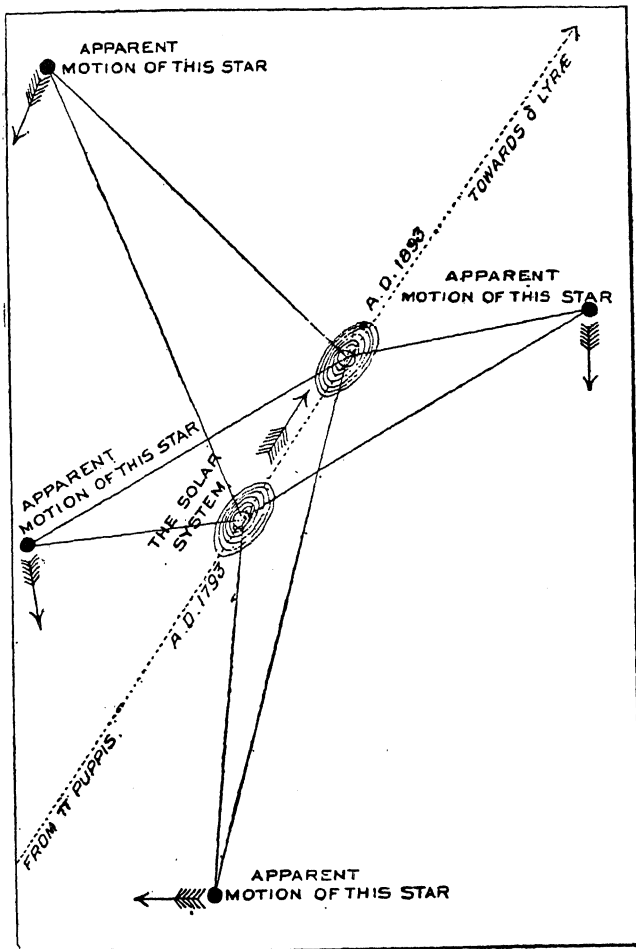 APPARENT
MOTION OF THIS STAR
TOWARDS δ LYRÆ
A.D. 1893
APPARENT
MOTION OF THIS STAR
APPARENT
MOTION OF THIS STAR
THE SOLAR
SYSTEM
A.D. 1793
FROM π PUPPIS.
APPARENT
MOTION OF THIS STAR